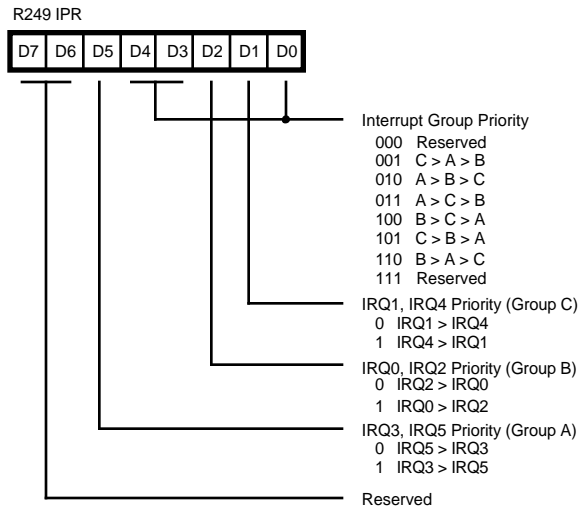 R249 IPR
D7 D6 D5 D4 D3 D2 D1 D0
Interrupt Group Priority
000 Reserved
001 C > A > B
010 A > B > C
011 A > C > B
100 B > C > A
101 C > B > A
110 B > A > C
111 Reserved
IRQ1, IRQ4 Priority (Group C)
0 IRQ1 > IRQ4
1 IRQ4 > IRQ1
IRQ0, IRQ2 Priority (Group B)
0 IRQ2 > IRQ0
1 IRQ0 > IRQ2
IRQ3, IRQ5 Priority (Group A)
0 IRQ5 > IRQ3
1 IRQ3 > IRQ5
Reserved